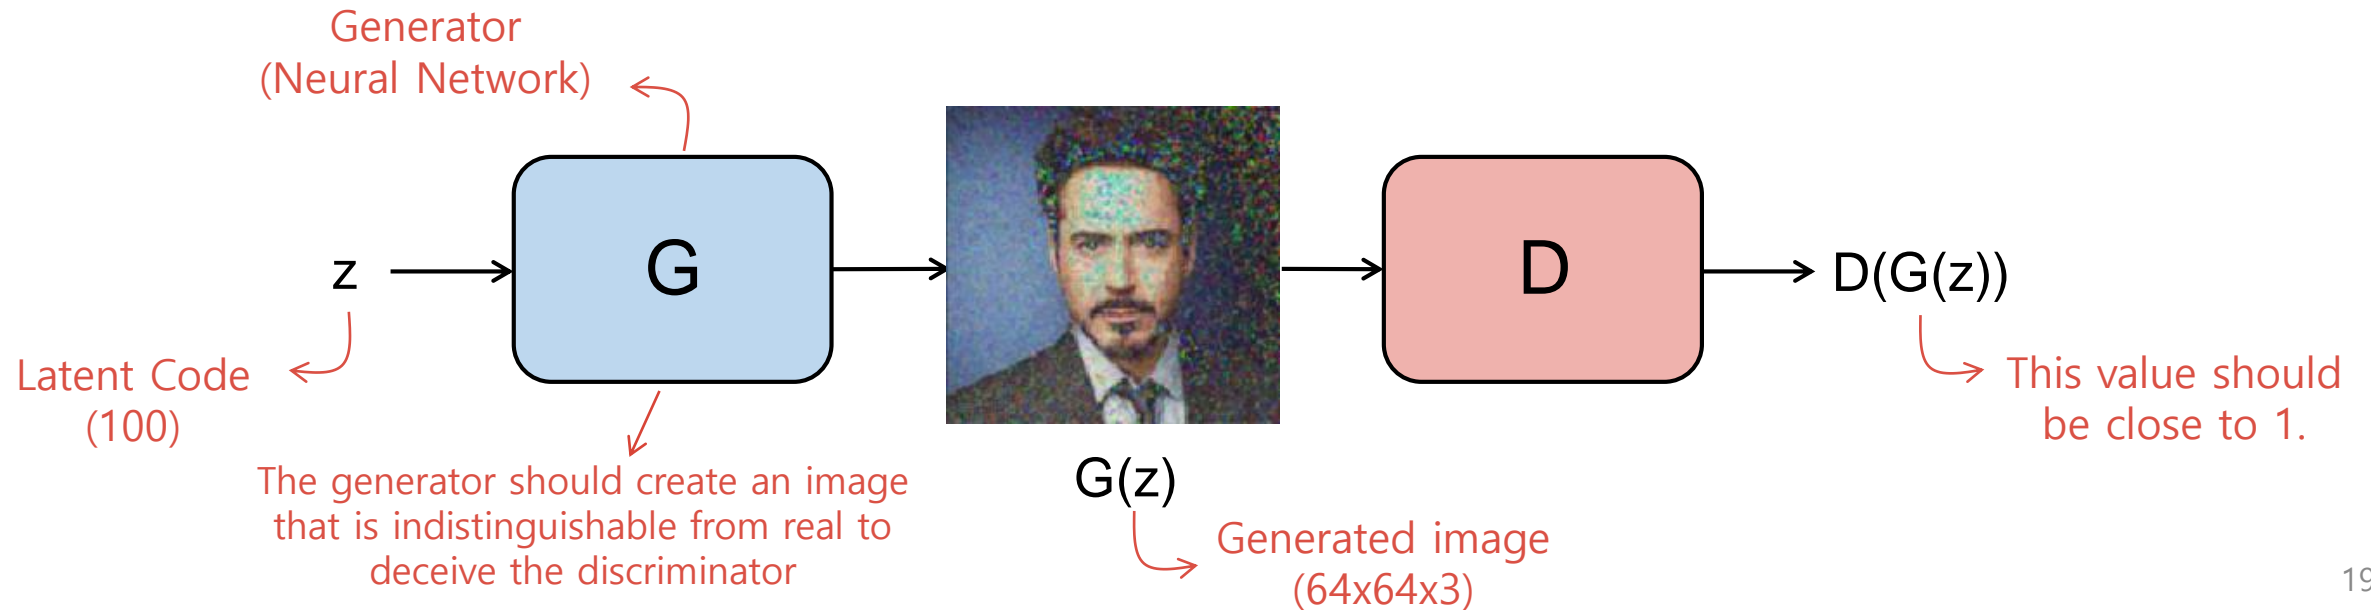 Generator
(Neural Network)
z
G
D
D(G(z))
Latent Code
(100)
This value should
be close to 1.
The generator should create an image
that is indistinguishable from real to
deceive the discriminator
G(z)
Generated image
(64x64x3)
19